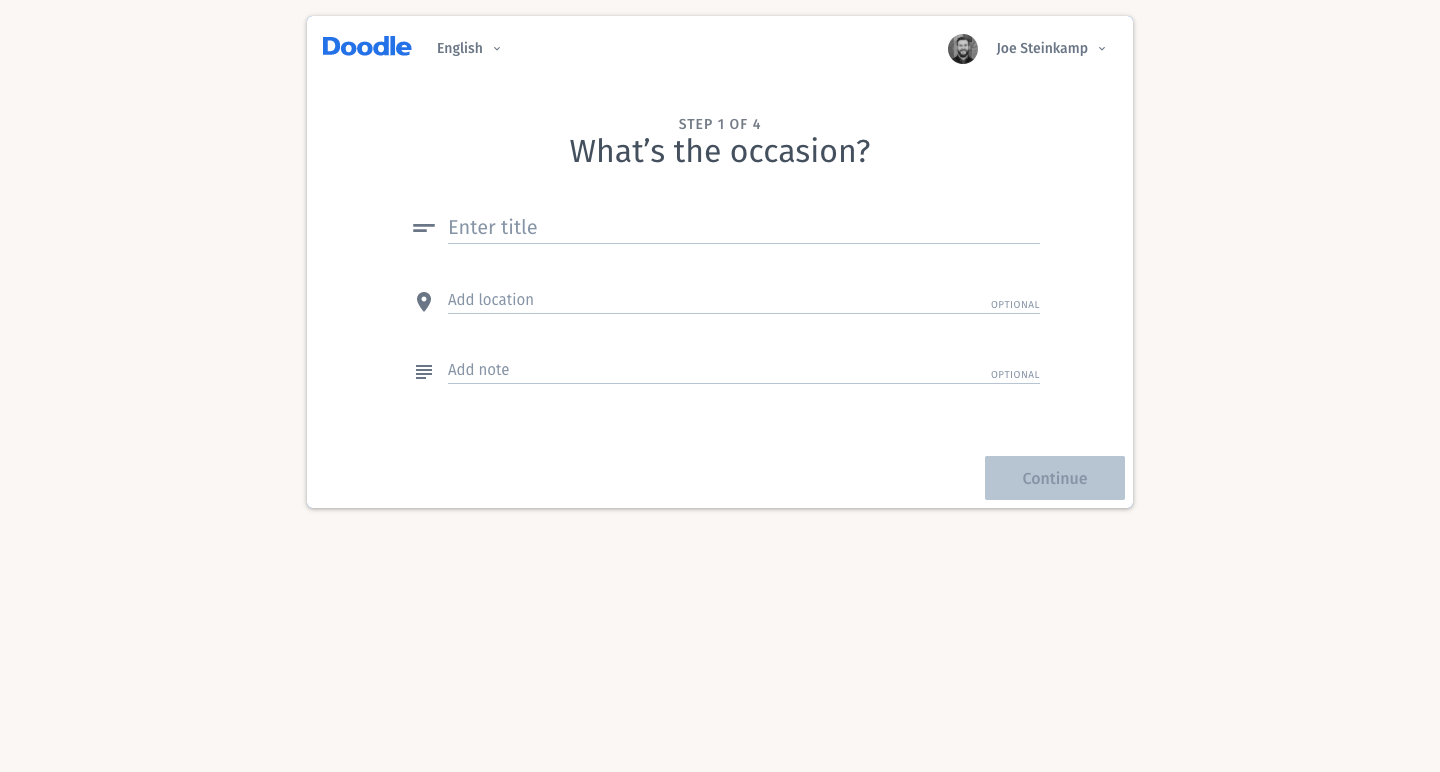 Doodle English Joe Steinkamp
STEP 1 OF 4
What’s the occasion?
Enter title
Add location OPTIONAL
Add note OPTIONAL
Continue